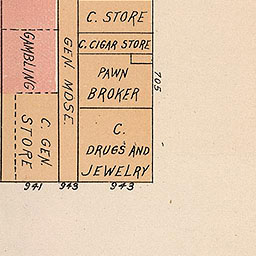 C. STORE
C. CIGAR STORE
PAWN
BROKER
C.
DRUGS AND
JEWELRY
GEN. MDSE.
GAMBLING
C. GEN.
STORE
705
941
943
943